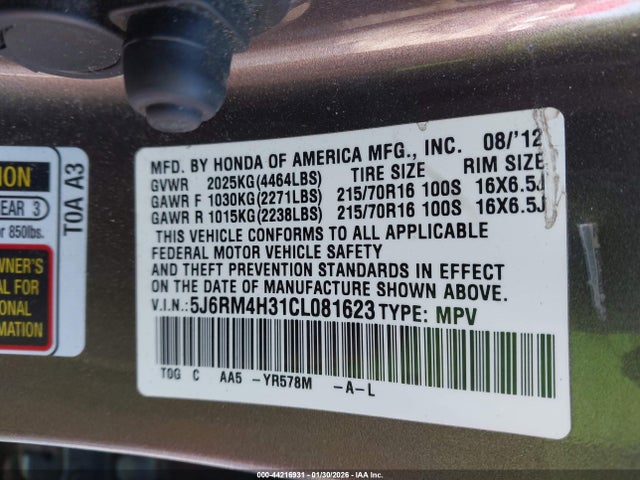 ION
EAR 3
r 850lbs.
WNER'S
AL FOR
IONAL
RMATION
T0A A3
MFD. BY HONDA OF AMERICA MFG., INC. 08/'12
GVWR 2025KG(4464LBS) TIRE SIZE RIM SIZE
GAWR F 1030KG(2271LBS) 215/70R16 100S 16X6.5J
GAWR R 1015KG(2238LBS) 215/70R16 100S 16X6.5J
THIS VEHICLE CONFORMS TO ALL APPLICABLE
FEDERAL MOTOR VEHICLE SAFETY
AND THEFT PREVENTION STANDARDS IN EFFECT
ON THE DATE OF MANUFACTURE SHOWN ABOVE.
V.I.N.: 5J6RM4H31CL081623 TYPE: MPV
T0G C AA5 -YR578M -A-L
000-44216931 - 01/30/2026 - IAA Inc.